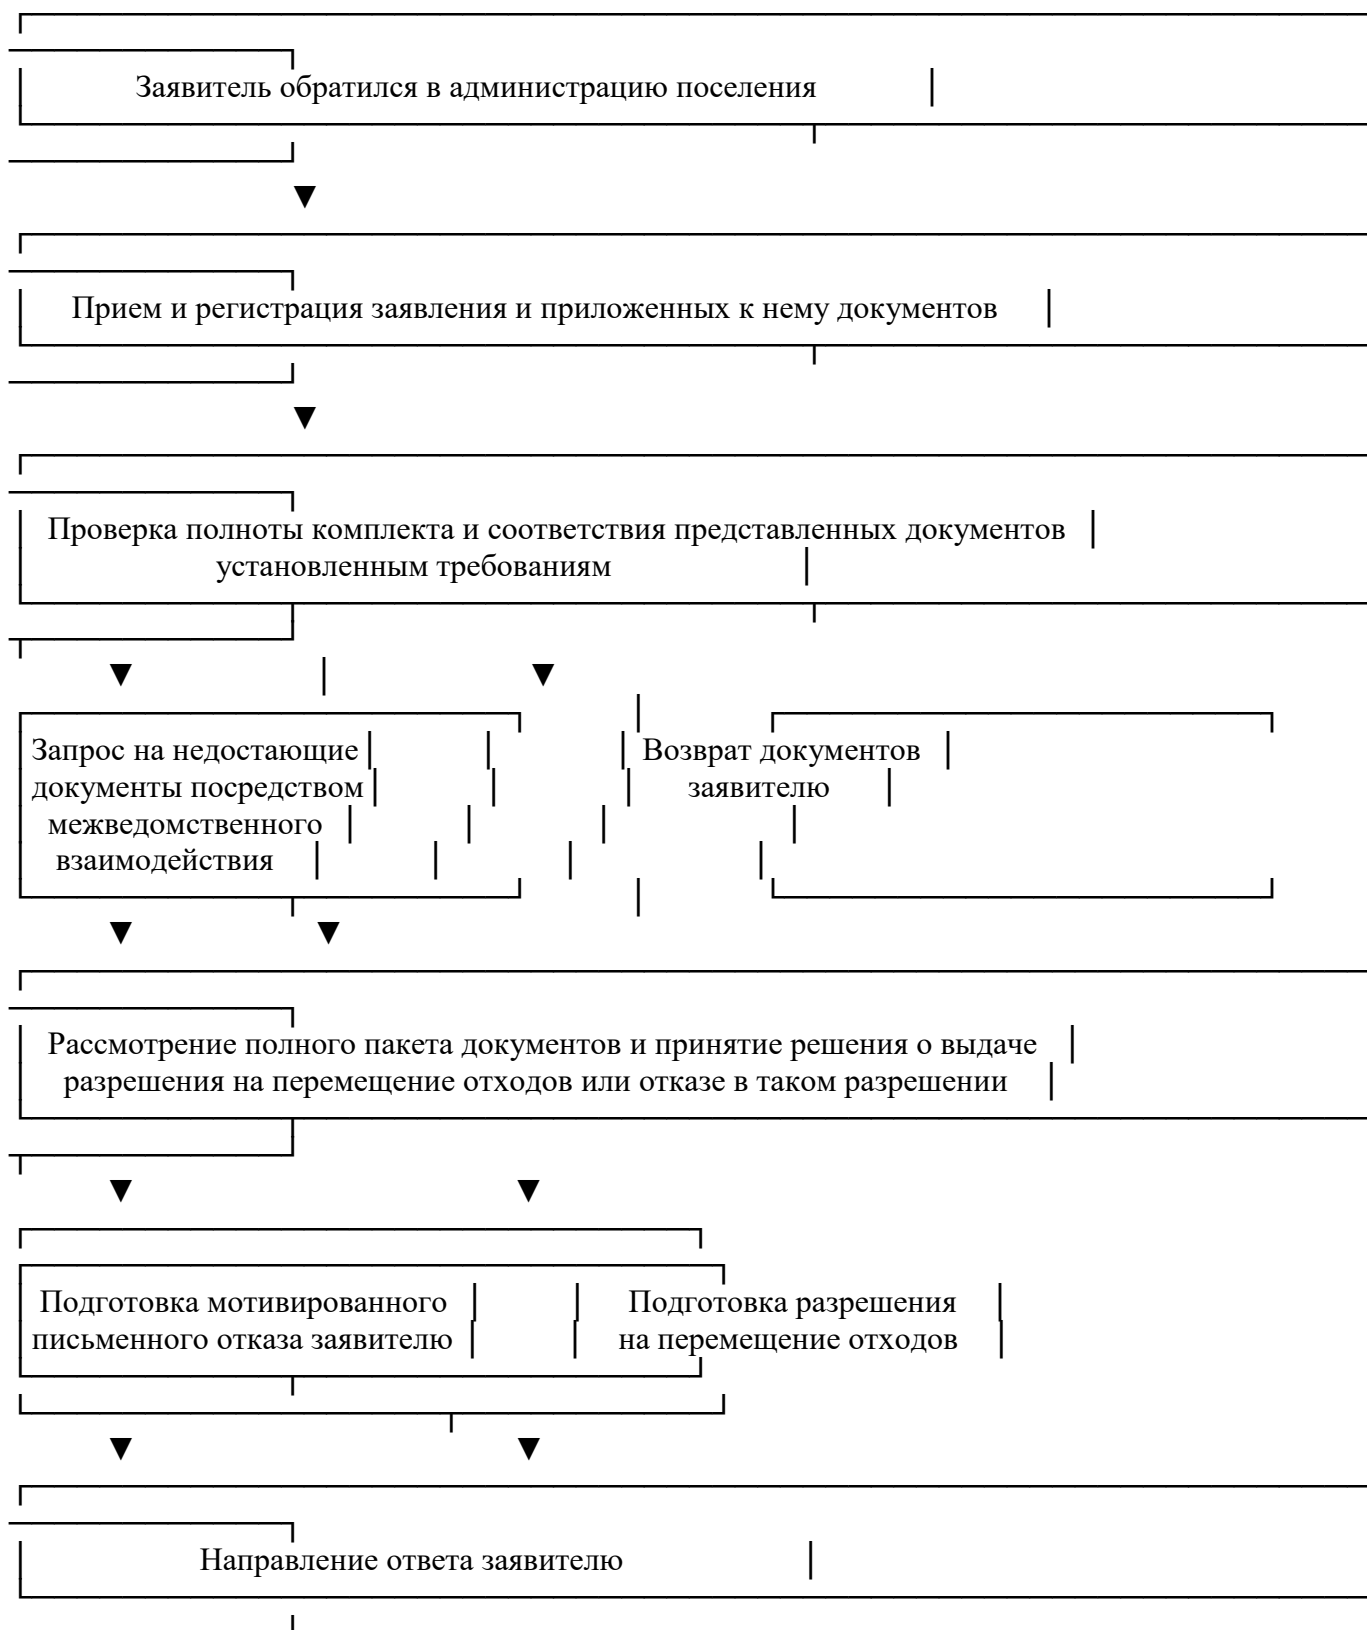 Заявитель обратился в администрацию поселения
Прием и регистрация заявления и приложенных к нему документов
Проверка полноты комплекта и соответствия представленных документов
установленным требованиям
Запрос на недостающие
документы посредством
межведомственного
взаимодействия
Возврат документов
заявителю
Рассмотрение полного пакета документов и принятие решения о выдаче
разрешения на перемещение отходов или отказе в таком разрешении
Подготовка мотивированного
письменного отказа заявителю
Подготовка разрешения
на перемещение отходов
Направление ответа заявителю